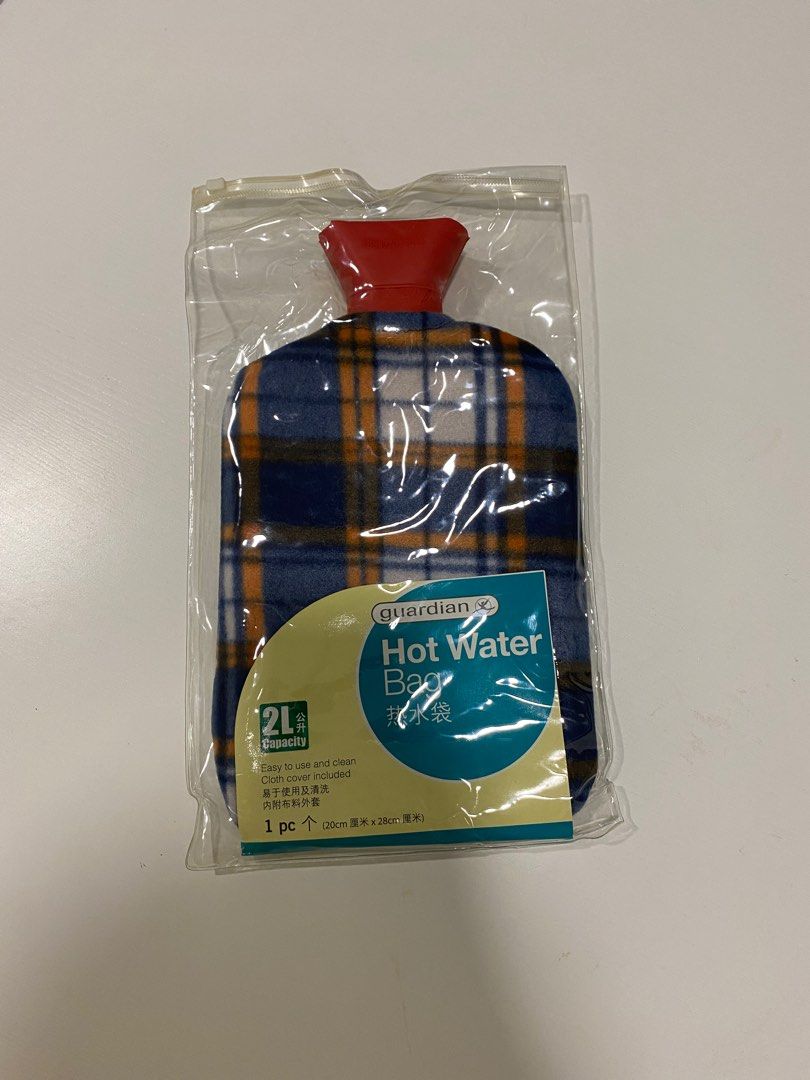 guardian
Hot Water
Bag
热水袋
2L 公升
Capacity
Easy to use and clean
Cloth cover included
易于使用及清洗
内附布料外套
1 pc 个 (20cm 厘米 x 28cm 厘米)